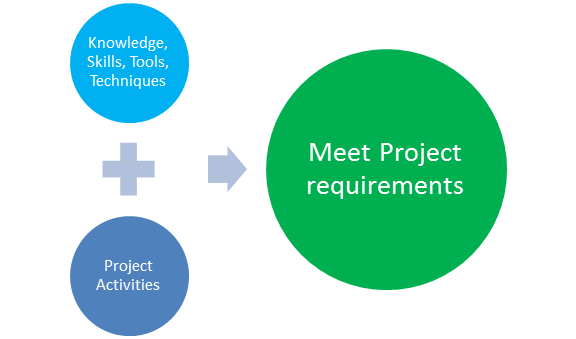 Knowledge,
Skills, Tools,
Techniques
Project
Activities
Meet Project
requirements